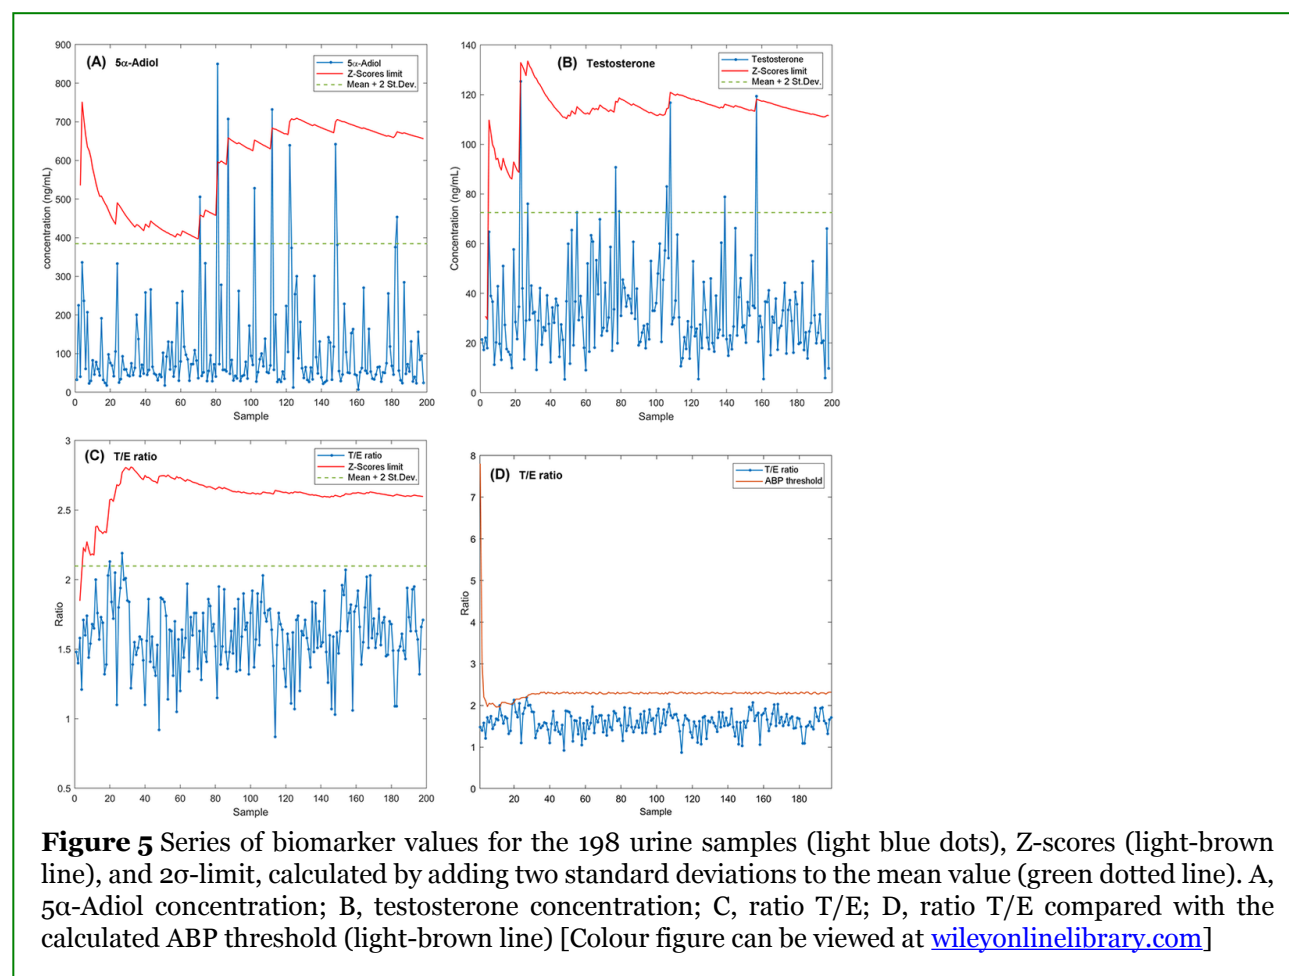 (A) 5α-Adiol
5α-Adiol
Z-Scores limit
Mean + 2 St.Dev.
900
800
700
600
500
400
300
200
100
0
concentration (ng/mL)
0 20 40 60 80 100 120 140 160 180 200
Sample
(B) Testosterone
Testosterone
Z-Scores limit
Mean + 2 St.Dev.
140
120
100
80
60
40
20
0
Concentration (ng/mL)
0 20 40 60 80 100 120 140 160 180 200
Sample
(C) T/E ratio
T/E ratio
Z-Scores limit
Mean + 2 St.Dev.
3
2.5
2
1.5
1
0.5
Ratio
0 20 40 60 80 100 120 140 160 180 200
Sample
(D) T/E ratio
T/E ratio
ABP threshold
8
7
6
5
4
3
2
1
0
Ratio
20 40 60 80 100 120 140 160 180
Sample
Figure 5 Series of biomarker values for the 198 urine samples (light blue dots), Z-scores (light-brown
line), and 2σ-limit, calculated by adding two standard deviations to the mean value (green dotted line). A,
5α-Adiol concentration; B, testosterone concentration; C, ratio T/E; D, ratio T/E compared with the
calculated ABP threshold (light-brown line) [Colour figure can be viewed at wileyonlinelibrary.com]